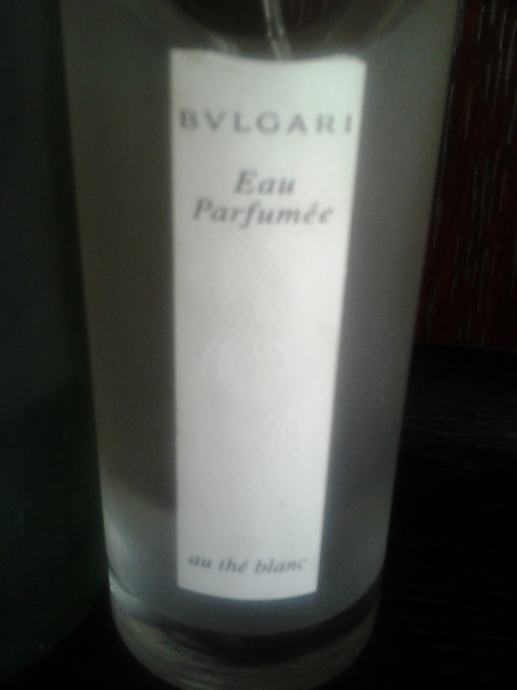 BVLGARI
Eau
Parfumée
au thé blanc